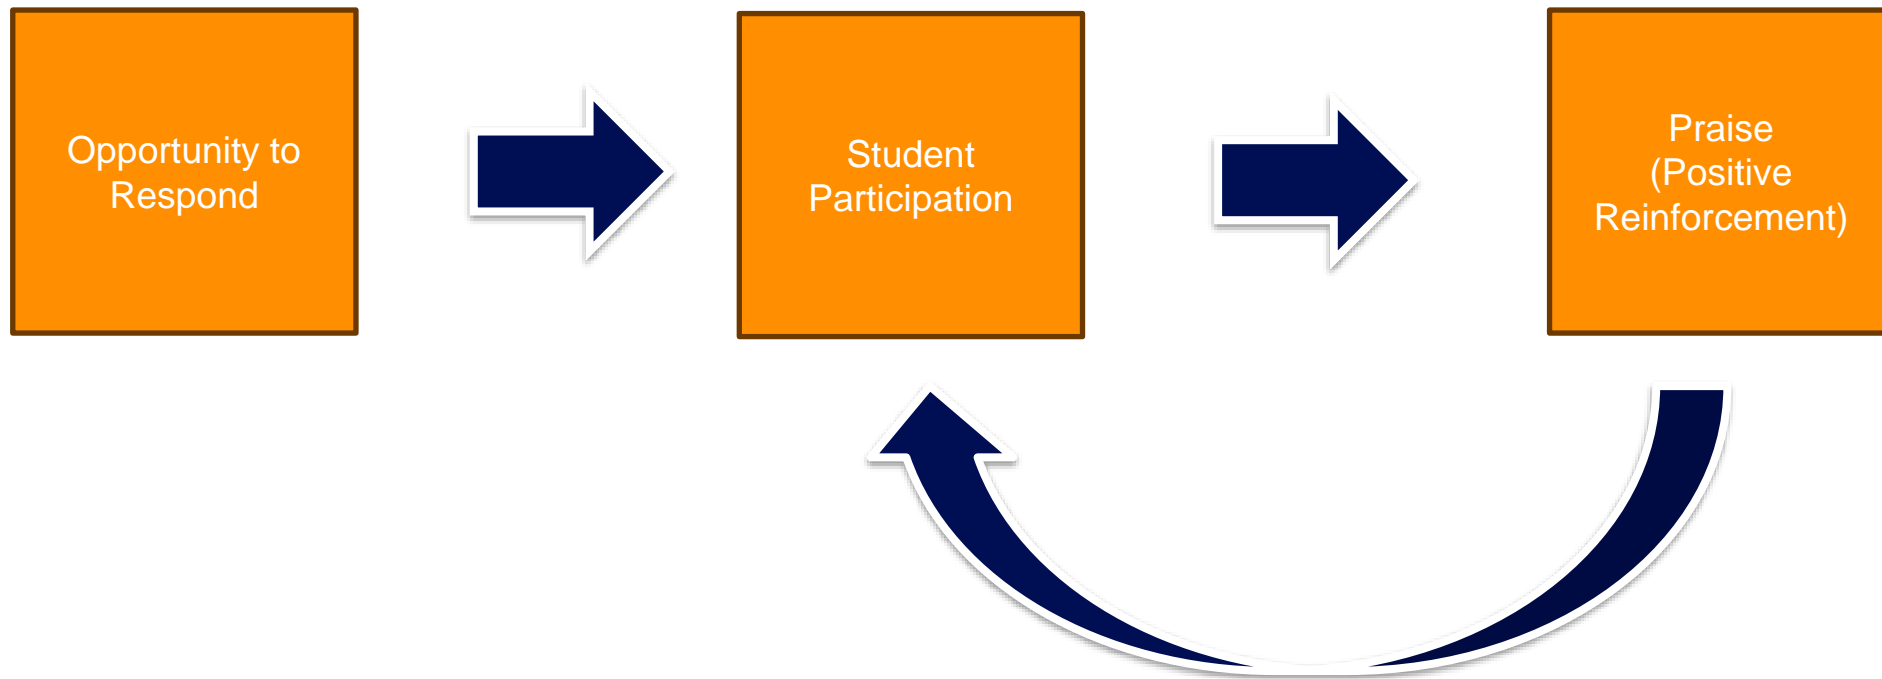 Opportunity to
Respond
Student
Participation
Praise
(Positive
Reinforcement)